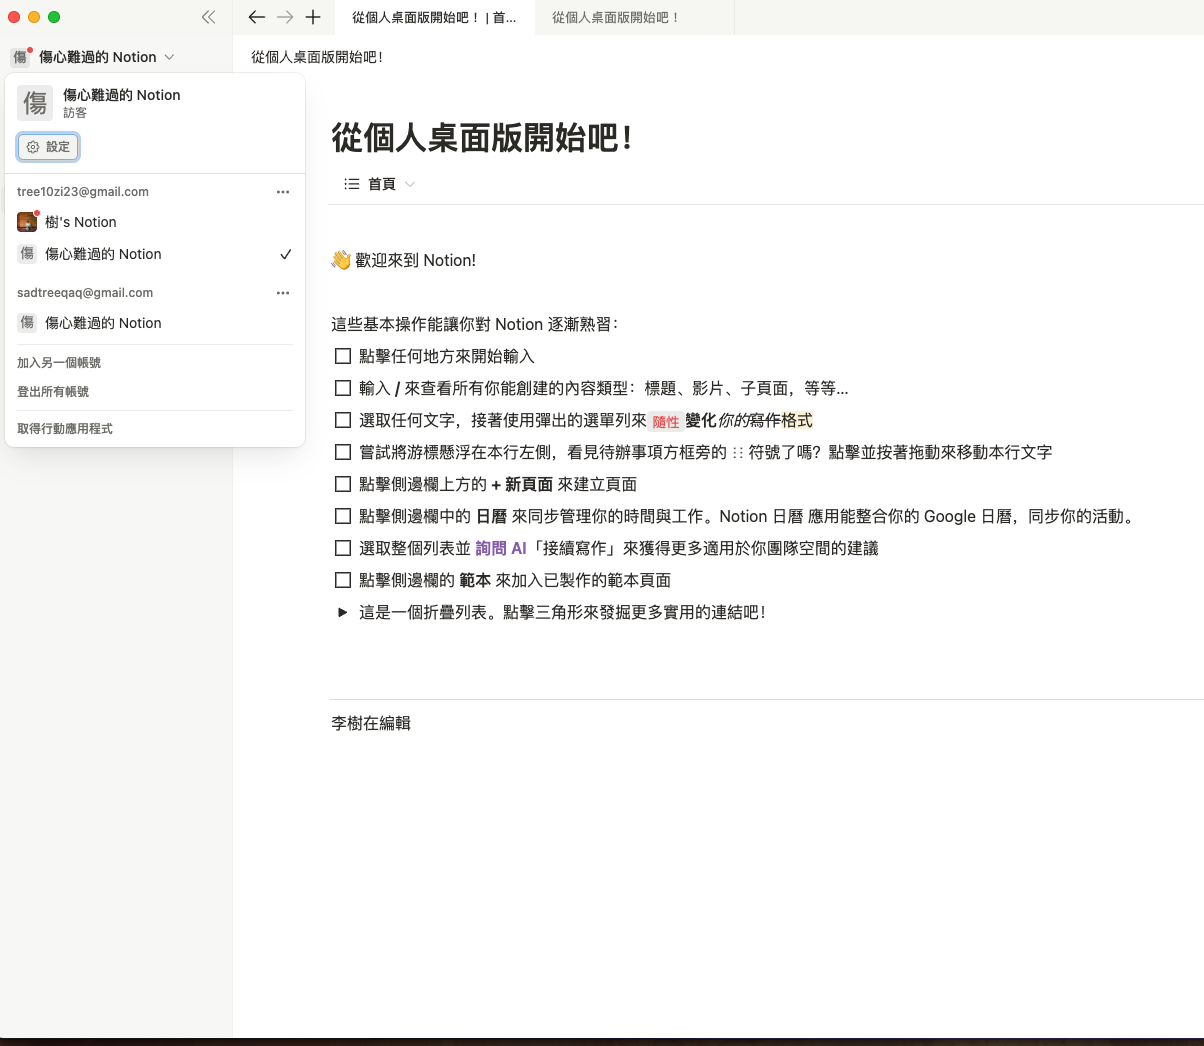 從個人桌面版開始吧！ | 首...
從個人桌面版開始吧！
傷 傷心難過的 Notion
從個人桌面版開始吧！
傷 傷心難過的 Notion
訪客
設定
tree10zi23@gmail.com
樹's Notion
傷 傷心難過的 Notion
sadtreeqaq@gmail.com
傷 傷心難過的 Notion
加入另一個帳號
登出所有帳號
取得行動應用程式
從個人桌面版開始吧！
首頁
👋 歡迎來到 Notion!
這些基本操作能讓你對 Notion 逐漸熟習：
點擊任何地方來開始輸入
輸入 / 來查看所有你能創建的內容類型：標題、影片、子頁面，等等...
選取任何文字，接著使用彈出的選單列來 隨性 變化你的寫作格式
嘗試將游標懸浮在本行左側，看見待辦事項方框旁的 ⋮⋮ 符號了嗎？點擊並按著拖動來移動本行文字
點擊側邊欄上方的 + 新頁面 來建立頁面
點擊側邊欄中的 日曆 來同步管理你的時間與工作。Notion 日曆 應用能整合你的 Google 日曆，同步你的活動。
選取整個列表並 詢問 AI「接續寫作」來獲得更多適用於你團隊空間的建議
點擊側邊欄的 範本 來加入已製作的範本頁面
這是一個折疊列表。點擊三角形來發掘更多實用的連結吧！
李樹在編輯